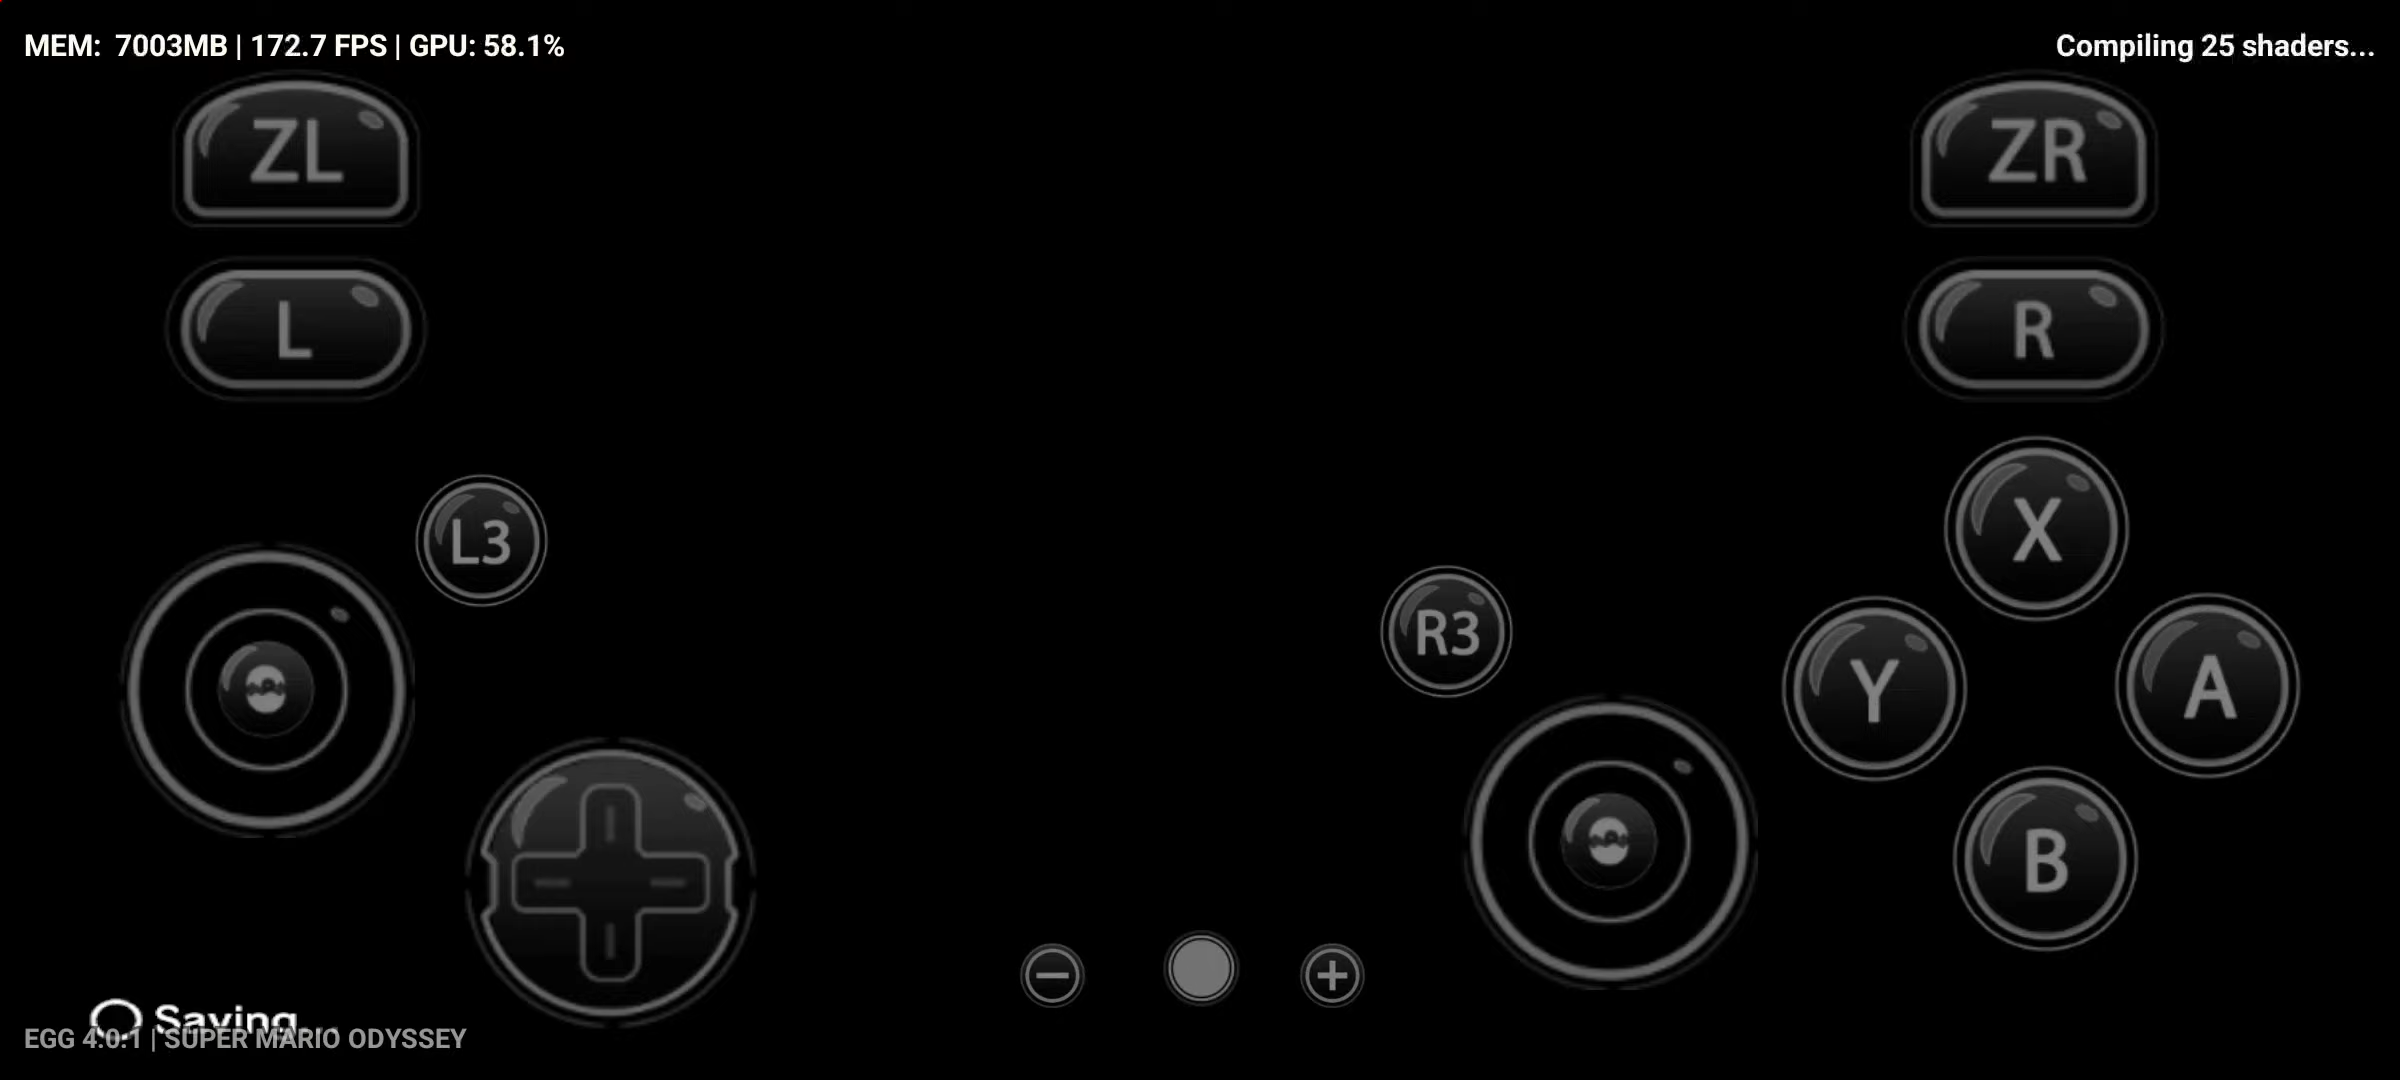 MEM: 7003MB | 172.7 FPS | GPU: 58.1%
Compiling 25 shaders...
ZL
ZR
L
R
L3
X
R3
Y
A
B
Saving...
EGG 4.0.1 | SUPER MARIO ODYSSEY